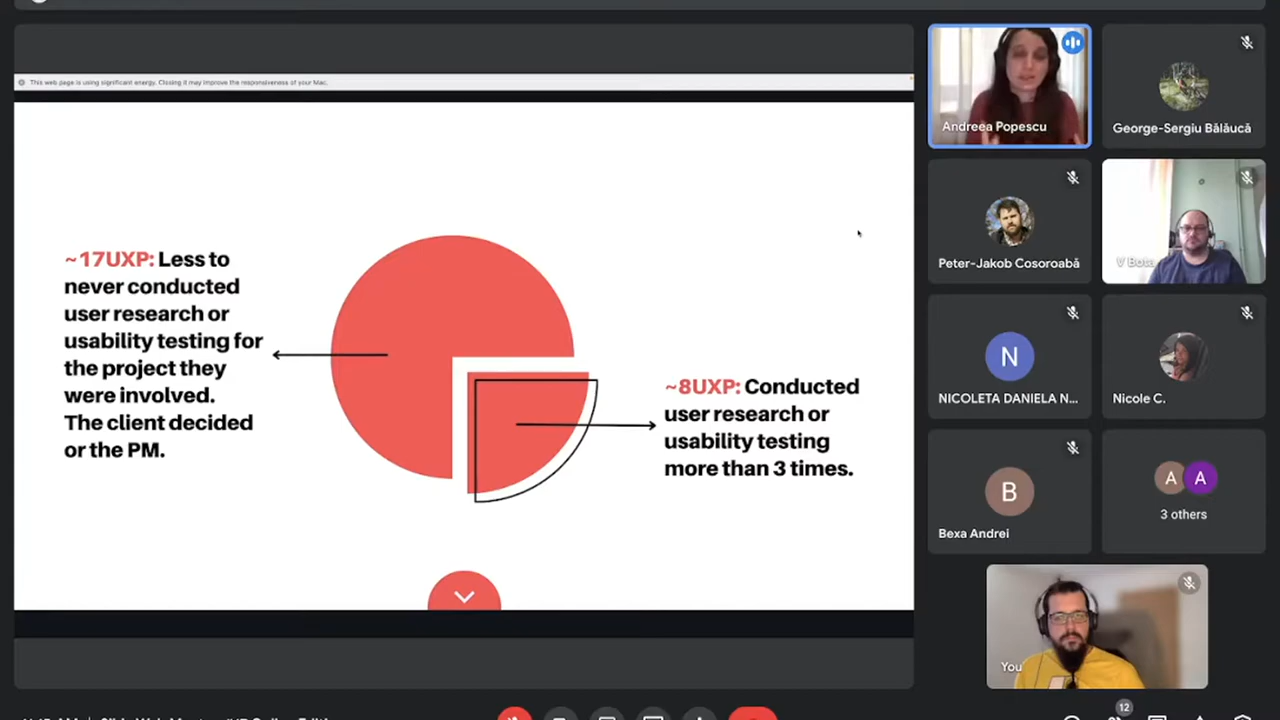 This web page is using significant energy. Closing it may improve the responsiveness of your Mac.
~17UXP: Less to
never conducted
user research or
usability testing for
the project they
were involved.
The client decided
or the PM.
~8UXP: Conducted
user research or
usability testing
more than 3 times.
Andreea Popescu
George-Sergiu Bălăucă
Peter-Jakob Cosoroabă
V Bota
N
NICOLETA DANIELA N...
Nicole C.
B
Bexa Andrei
A
A
3 others
You
12